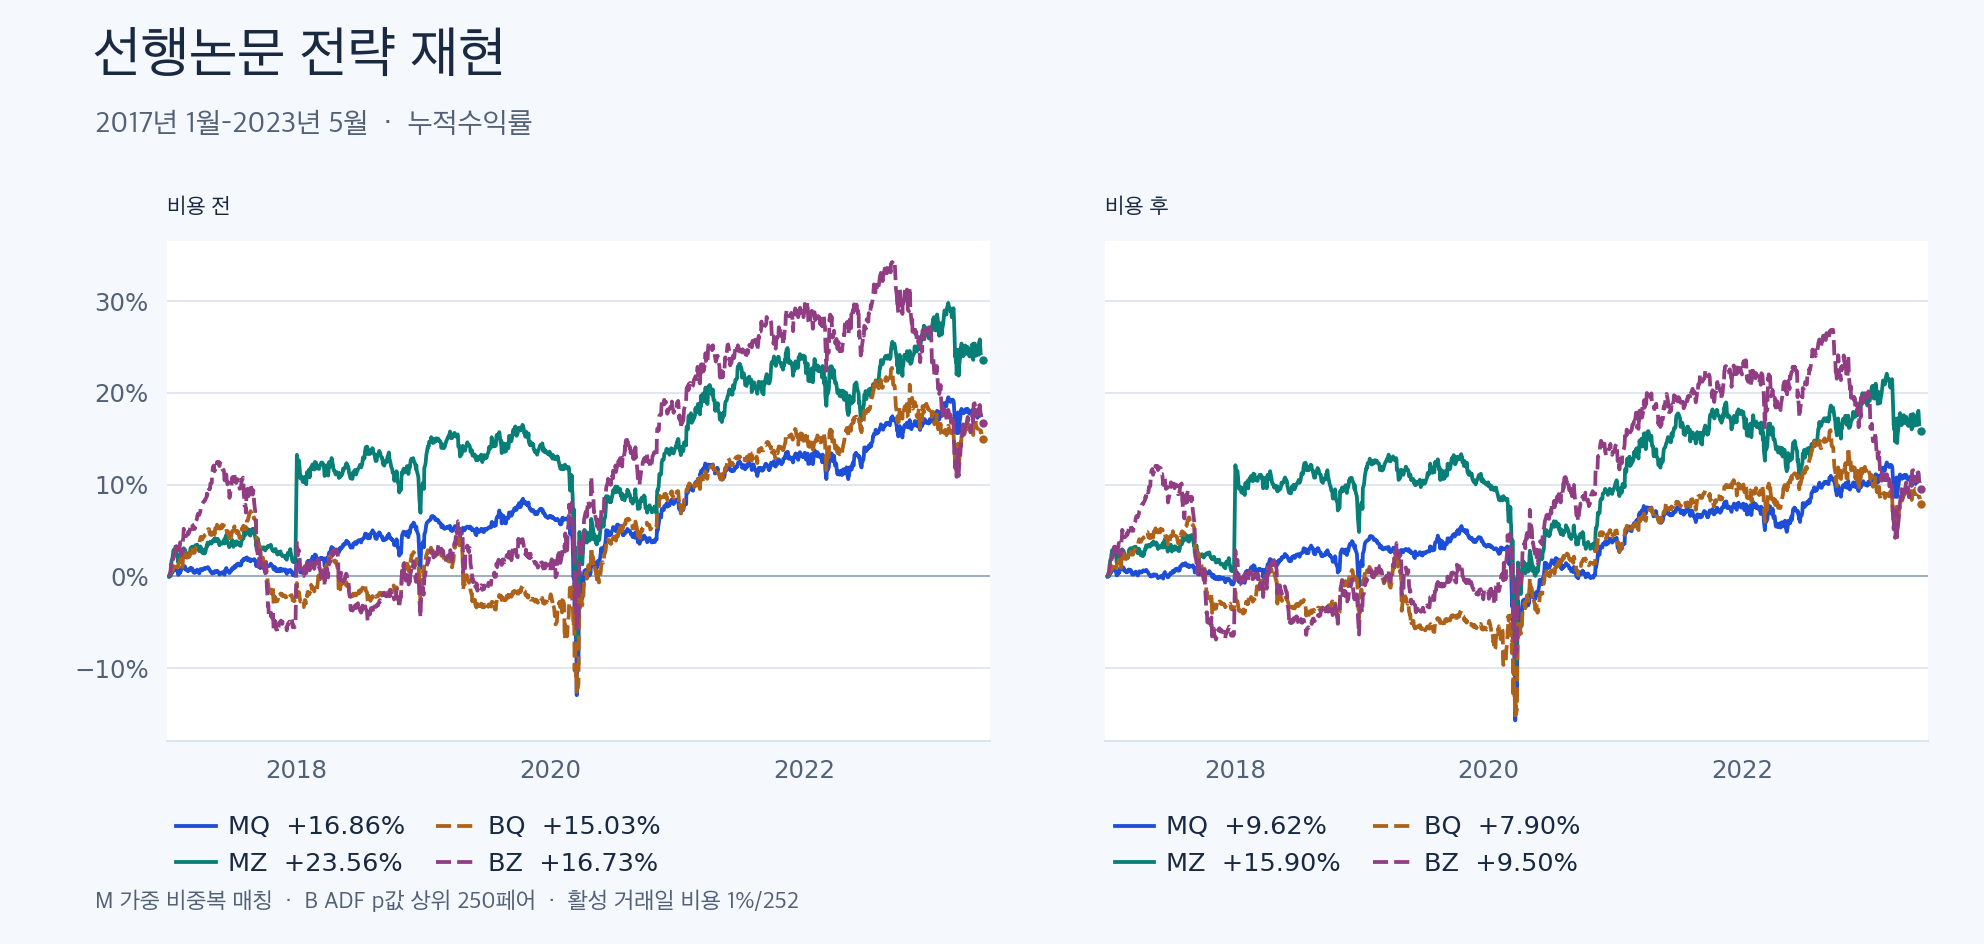 선행논문 전략 재현
2017년 1월-2023년 5월 · 누적수익률
비용 전
30%
20%
10%
0%
−10%
2018 2020 2022
MQ +16.86% BQ +15.03%
MZ +23.56% BZ +16.73%
비용 후
2018 2020 2022
MQ +9.62% BQ +7.90%
MZ +15.90% BZ +9.50%
M 가중 비중복 매칭 · B ADF p값 상위 250페어 · 활성 거래일 비용 1%/252